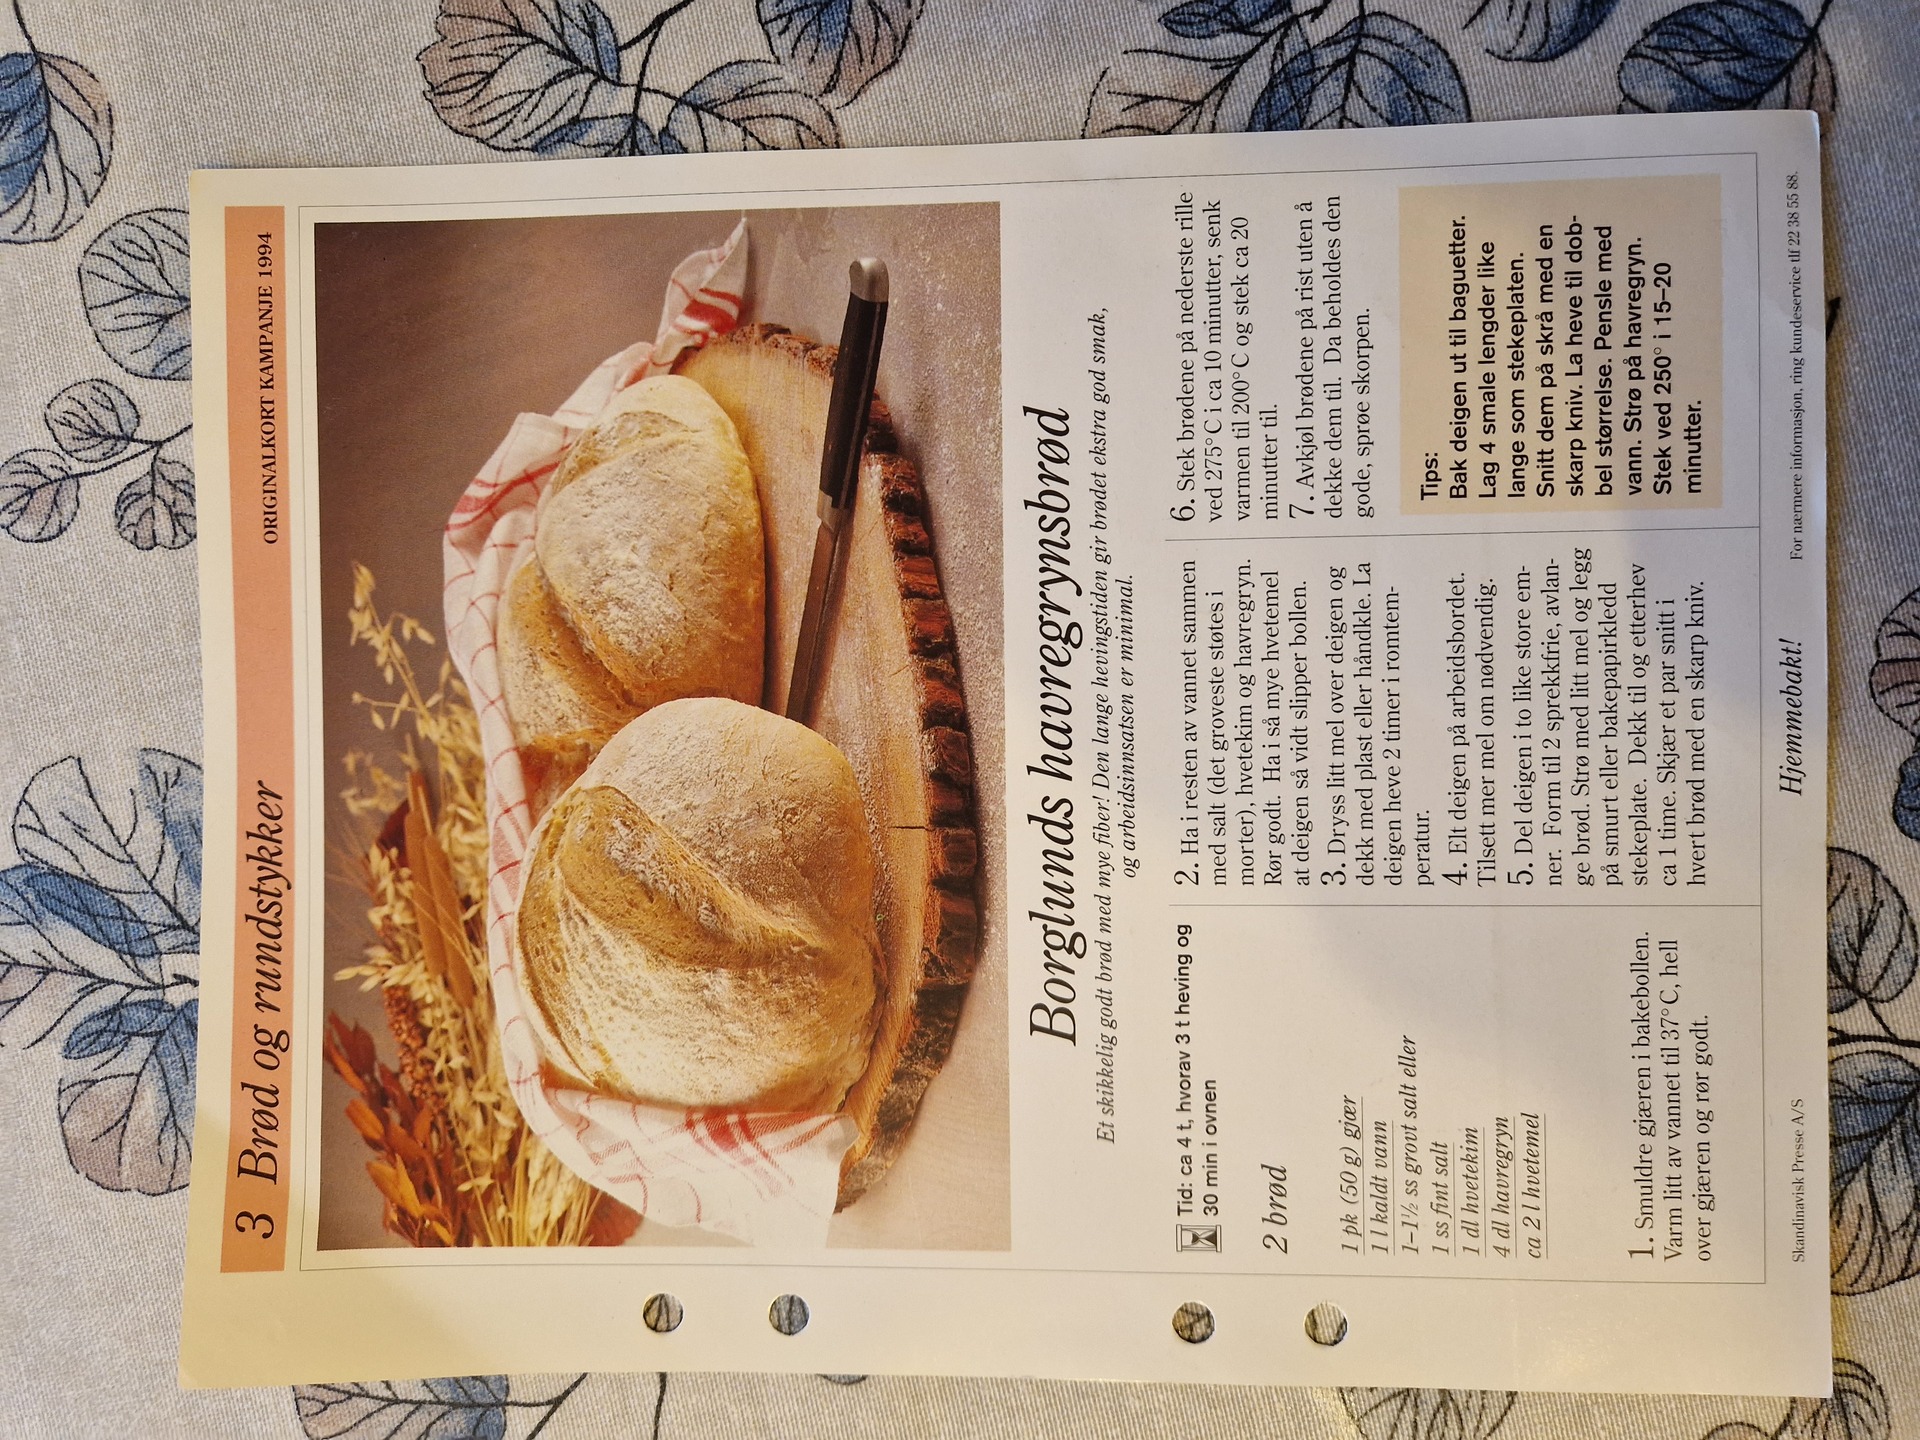 3 Brød og rundstykker
ORIGINALKORT KAMPANJE 1994
Borglunds havregrynsbrød
Et skikkelig godt brød med mye fiber! Den lange hevingstiden gir brødet ekstra god smak,
og arbeidsinnsatsen er minimal.
Tid: ca 4 t, hvorav 3 t heving og
30 min i ovnen
2 brød
1 pk (50 g) gjær
1 l kaldt vann
1–1½ ss grovt salt eller
1 ss fint salt
1 dl hvetekim
4 dl havregryn
ca 2 l hvetemel
1. Smuldre gjæren i bakebollen.
Varm litt av vannet til 37°C, hell
over gjæren og rør godt.
2. Ha i resten av vannet sammen
med salt (det groveste støtes i
morter), hvetekim og havregryn.
Rør godt. Ha i så mye hvetemel
at deigen så vidt slipper bollen.
3. Dryss litt mel over deigen og
dekk med plast eller håndkle. La
deigen heve 2 timer i romtem-
peratur.
4. Elt deigen på arbeidsbordet.
Tilsett mer mel om nødvendig.
5. Del deigen i to like store em-
ner. Form til 2 sprekkfrie, avlan-
ge brød. Strø med litt mel og legg
på smurt eller bakepapirkledd
stekeplate. Dekk til og etterhev
ca 1 time. Skjær et par snitt i
hvert brød med en skarp kniv.
6. Stek brødene på nederste rille
ved 275°C i ca 10 minutter, senk
varmen til 200°C og stek ca 20
minutter til.
7. Avkjøl brødene på rist uten å
dekke dem til. Da beholdes den
gode, sprøe skorpen.
Tips:
Bak deigen ut til baguetter.
Lag 4 smale lengder like
lange som stekeplaten.
Snitt dem på skrå med en
skarp kniv. La heve til dob-
bel størrelse. Pensle med
vann. Strø på havregryn.
Stek ved 250° i 15–20
minutter.
Skandinavisk Presse A/S
Hjemmebakt!
For nærmere informasjon, ring kundeservice tlf 22 38 55 88.